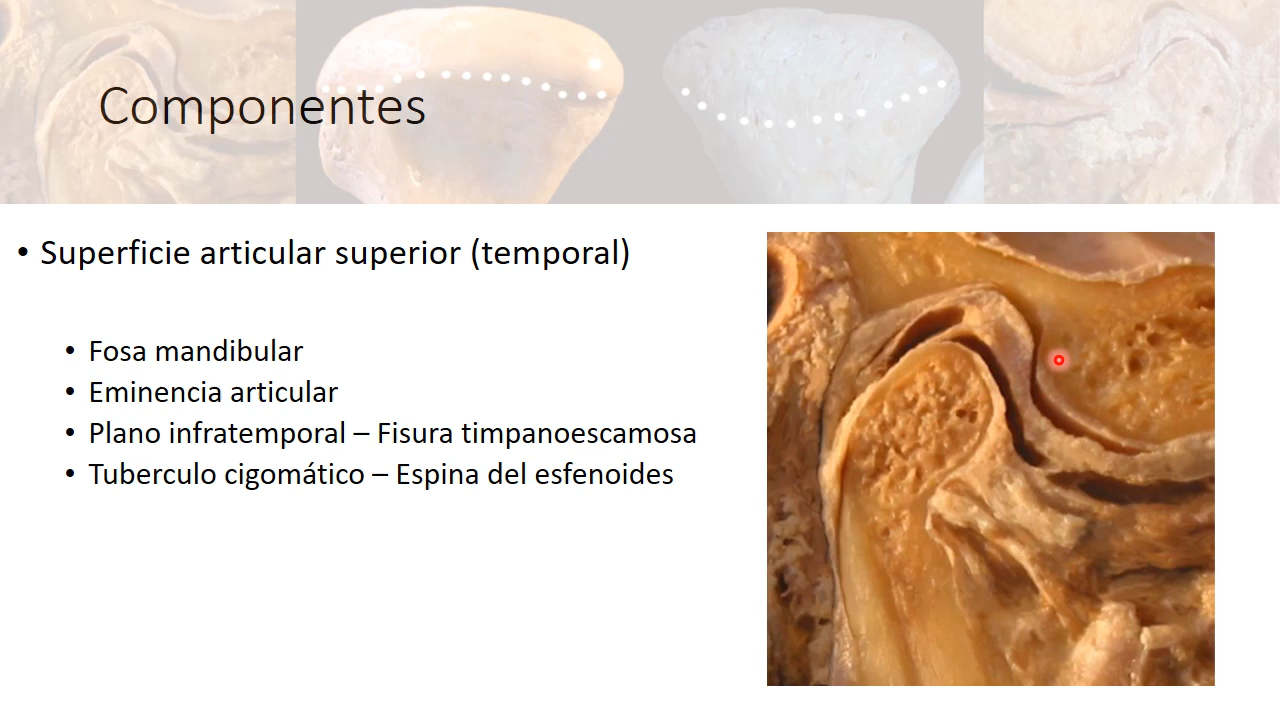 Componentes
• Superficie articular superior (temporal)
• Fosa mandibular
• Eminencia articular
• Plano infratemporal – Fisura timpanoescamosa
• Tuberculo cigomático – Espina del esfenoides